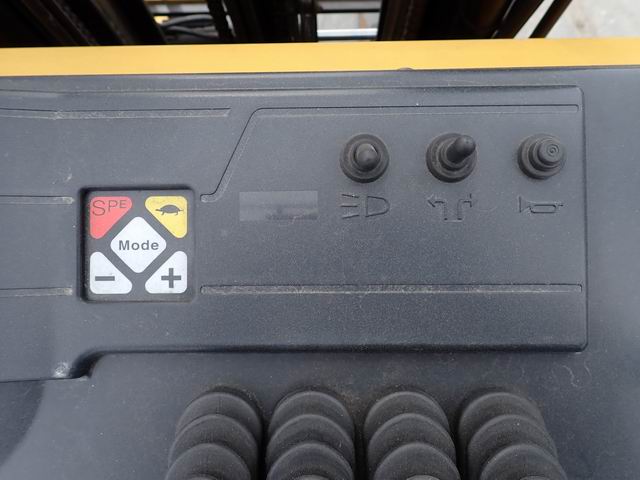 SPE
Mode
- +